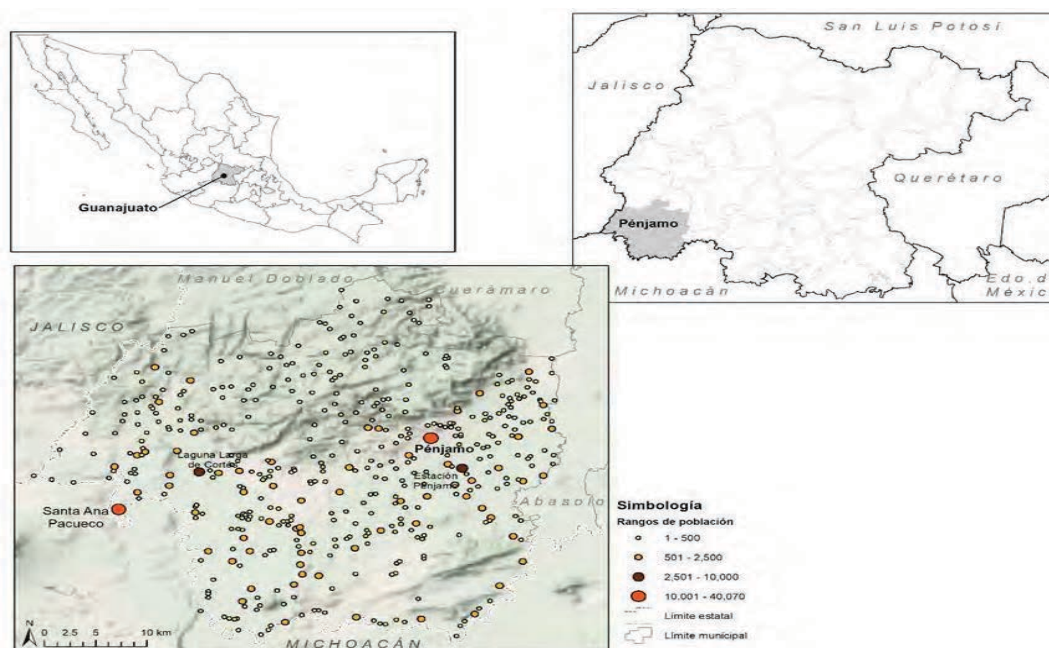 Guanajuato
San Luis Potosí
Jalisco
Querétaro
Pénjamo
Michoacán
Edo. de
México
Manuel Doblado
Cuerámaro
JALISCO
Pénjamo
Laguna Larga
de Cortés
Estación
Pénjamo
Abasolo
Santa Ana
Pacueco
MICHOACÁN
N
0 2.5 5 10 km
Simbología
Rangos de población
1 - 500
501 - 2,500
2,501 - 10,000
10,001 - 40,070
Límite estatal
Límite municipal